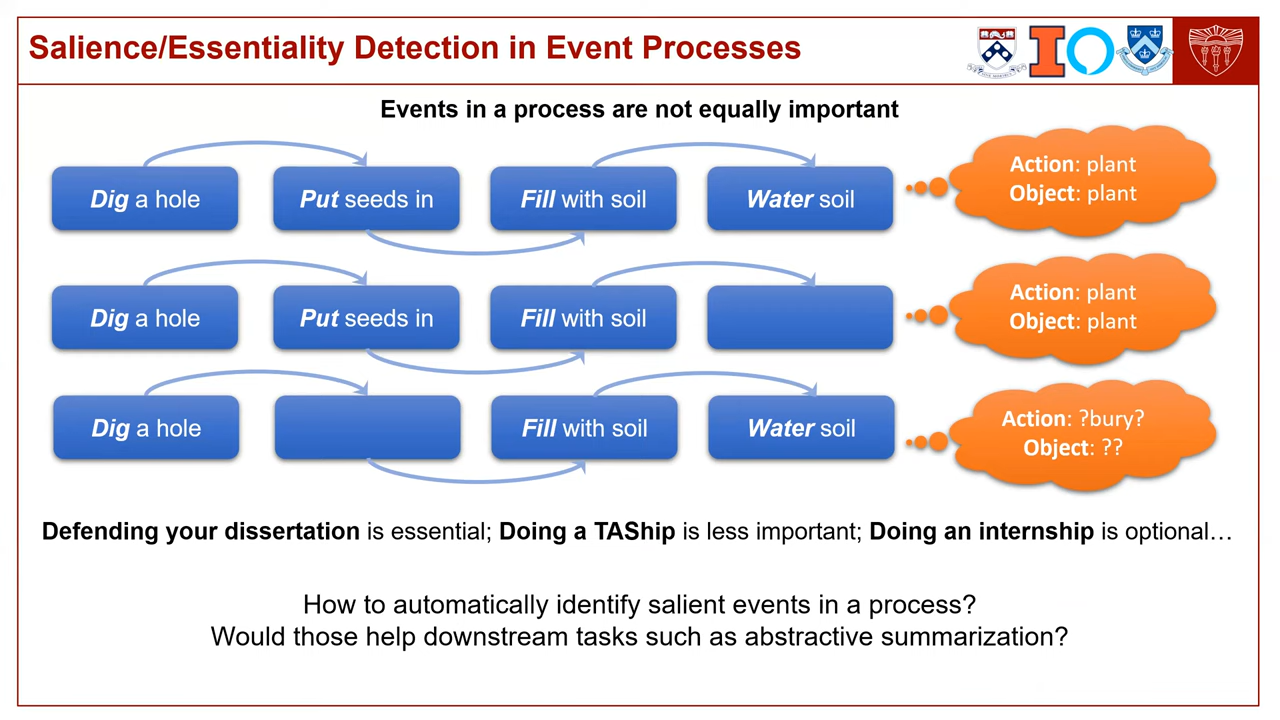 Salience/Essentiality Detection in Event Processes
Events in a process are not equally important
Dig a hole
Put seeds in
Fill with soil
Water soil
Action: plant
Object: plant
Dig a hole
Put seeds in
Fill with soil
Action: plant
Object: plant
Dig a hole
Fill with soil
Water soil
Action: ?bury?
Object: ??
Defending your dissertation is essential; Doing a TAShip is less important; Doing an internship is optional…
How to automatically identify salient events in a process?
Would those help downstream tasks such as abstractive summarization?